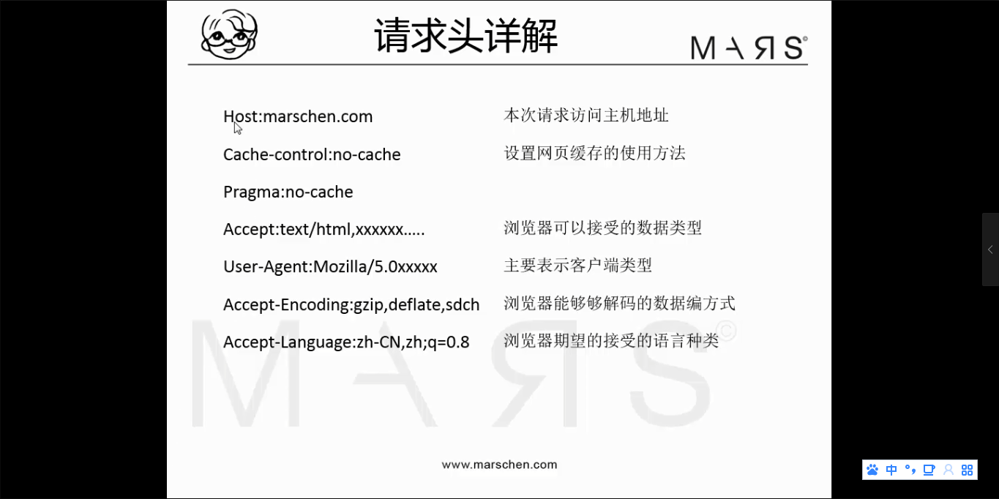 请求头详解
MARS©
Host:marschen.com 本次请求访问主机地址
Cache-control:no-cache 设置网页缓存的使用方法
Pragma:no-cache
Accept:text/html,xxxxxx..... 浏览器可以接受的数据类型
User-Agent:Mozilla/5.0xxxxx 主要表示客户端类型
Accept-Encoding:gzip,deflate,sdch 浏览器能够够解码的数据编方式
Accept-Language:zh-CN,zh;q=0.8 浏览器期望的接受的语言种类
MARS©
www.marschen.com
中